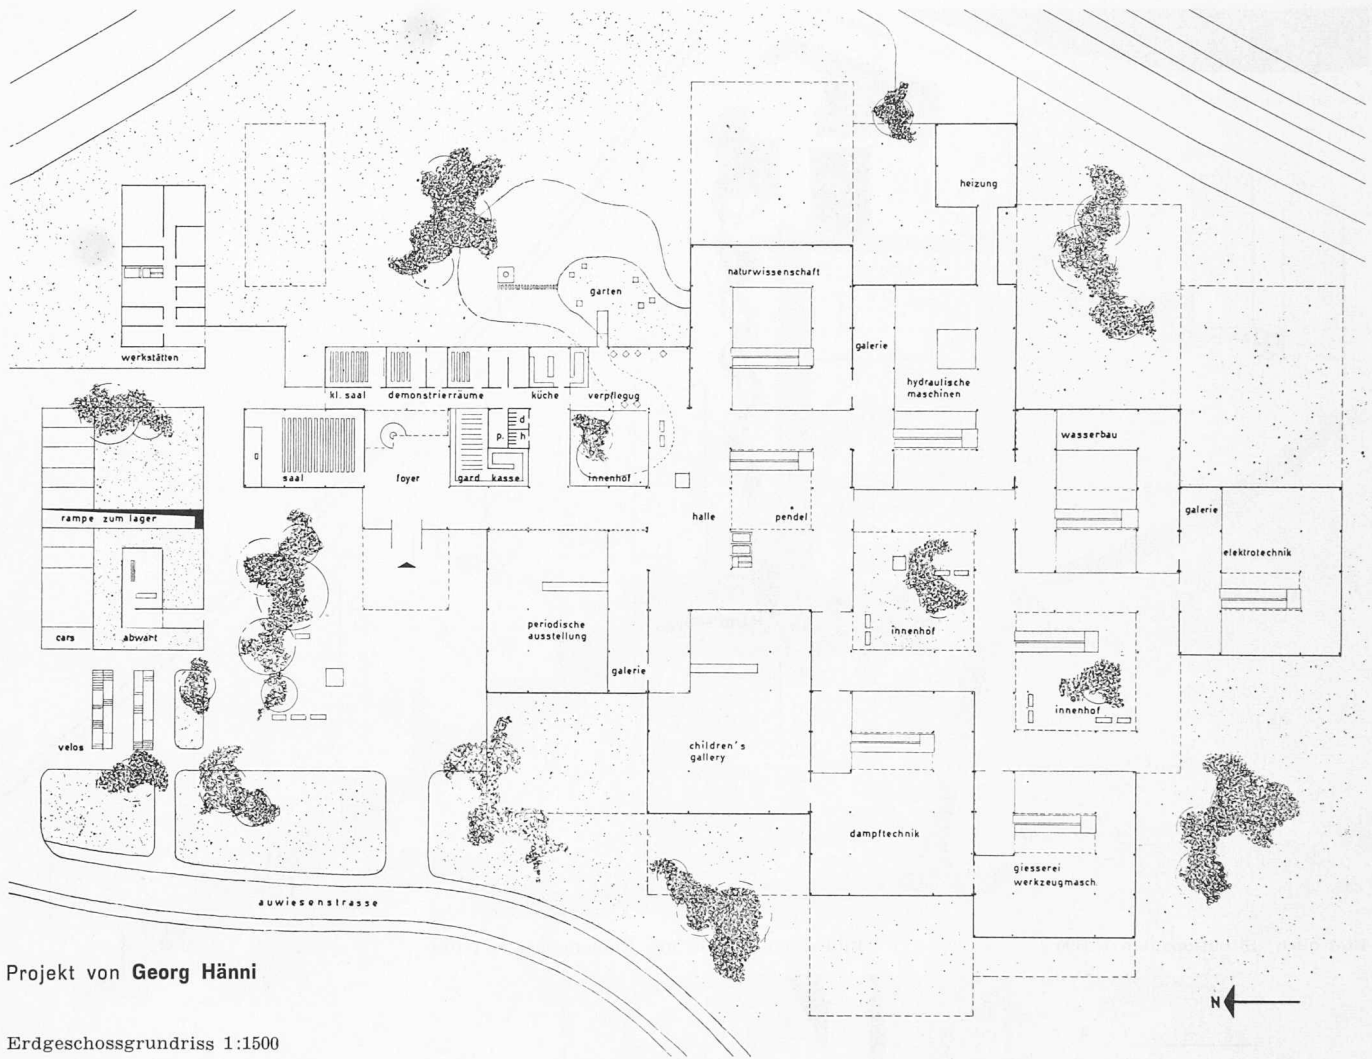 heizung
naturwissenschaft
garten
galerie
werkstätten
hydraulische
maschinen
kl. saal
demonstrierräume
küche
verpflegug
d
p.
h
wasserbau
saal
foyer
gard
kasse
innenhof
galerie
rampe zum lager
halle
pendel
elektrotechnik
periodische
ausstellung
innenhof
cars
abwart
galerie
innenhof
velos
children's
gallery
dampftechnik
giesserei
werkzeugmasch.
auwiesenstrasse
Projekt von Georg Hänni
N
Erdgeschossgrundriss 1:1500